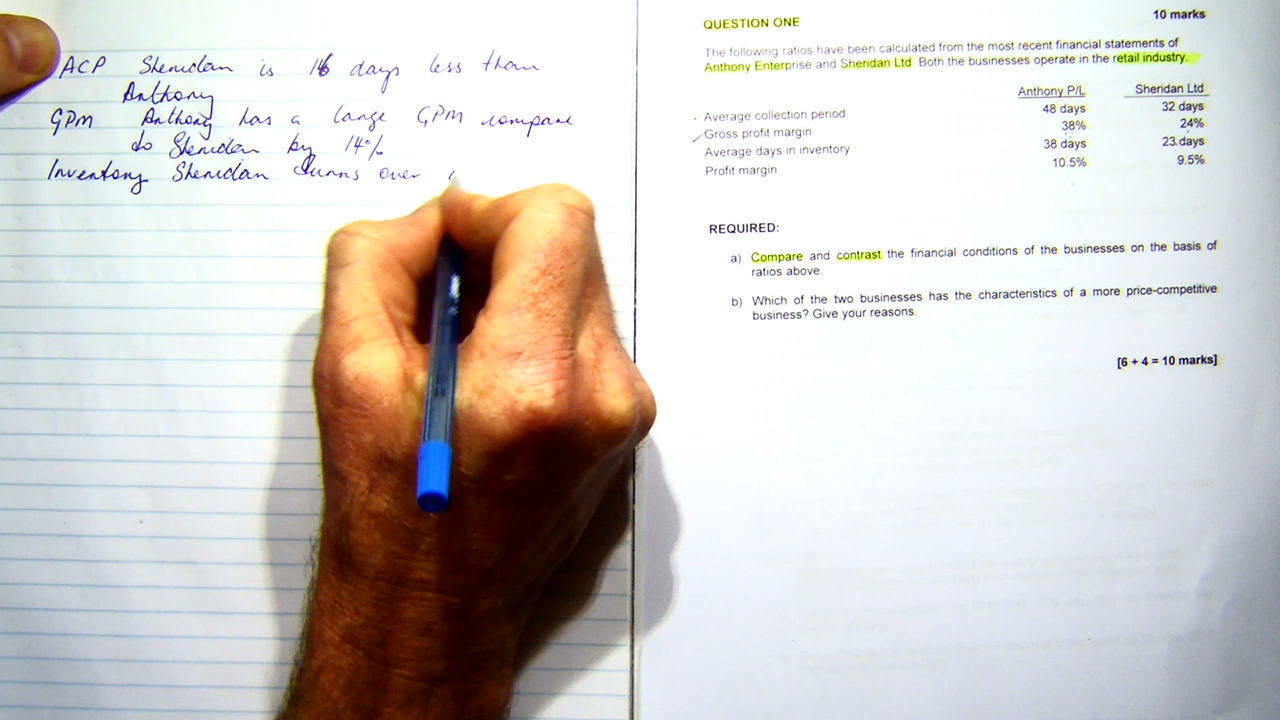 ACP Sheridan is 16 days less than
Anthony
GPM Anthony has a large GPM compare
to Sheridan by 14%
Inventory Sheridan turns over
QUESTION ONE
10 marks
The following ratios have been calculated from the most recent financial statements of
Anthony Enterprise and Sheridan Ltd. Both the businesses operate in the retail industry.
Anthony P/L Sheridan Ltd
Average collection period 48 days 32 days
Gross profit margin 38% 24%
Average days in inventory 38 days 23 days
Profit margin 10.5% 9.5%
REQUIRED:
a) Compare and contrast the financial conditions of the businesses on the basis of
ratios above.
b) Which of the two businesses has the characteristics of a more price-competitive
business? Give your reasons.
[6 + 4 = 10 marks]